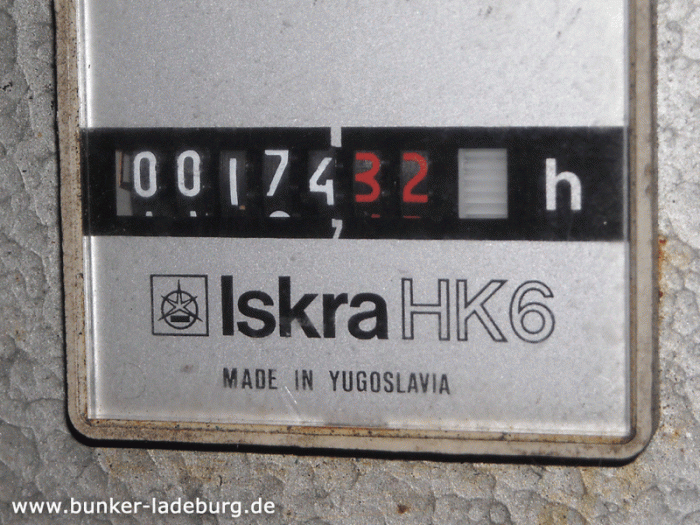 0017432 h
Iskra HK6
MADE IN YUGOSLAVIA
www.bunker-ladeburg.de